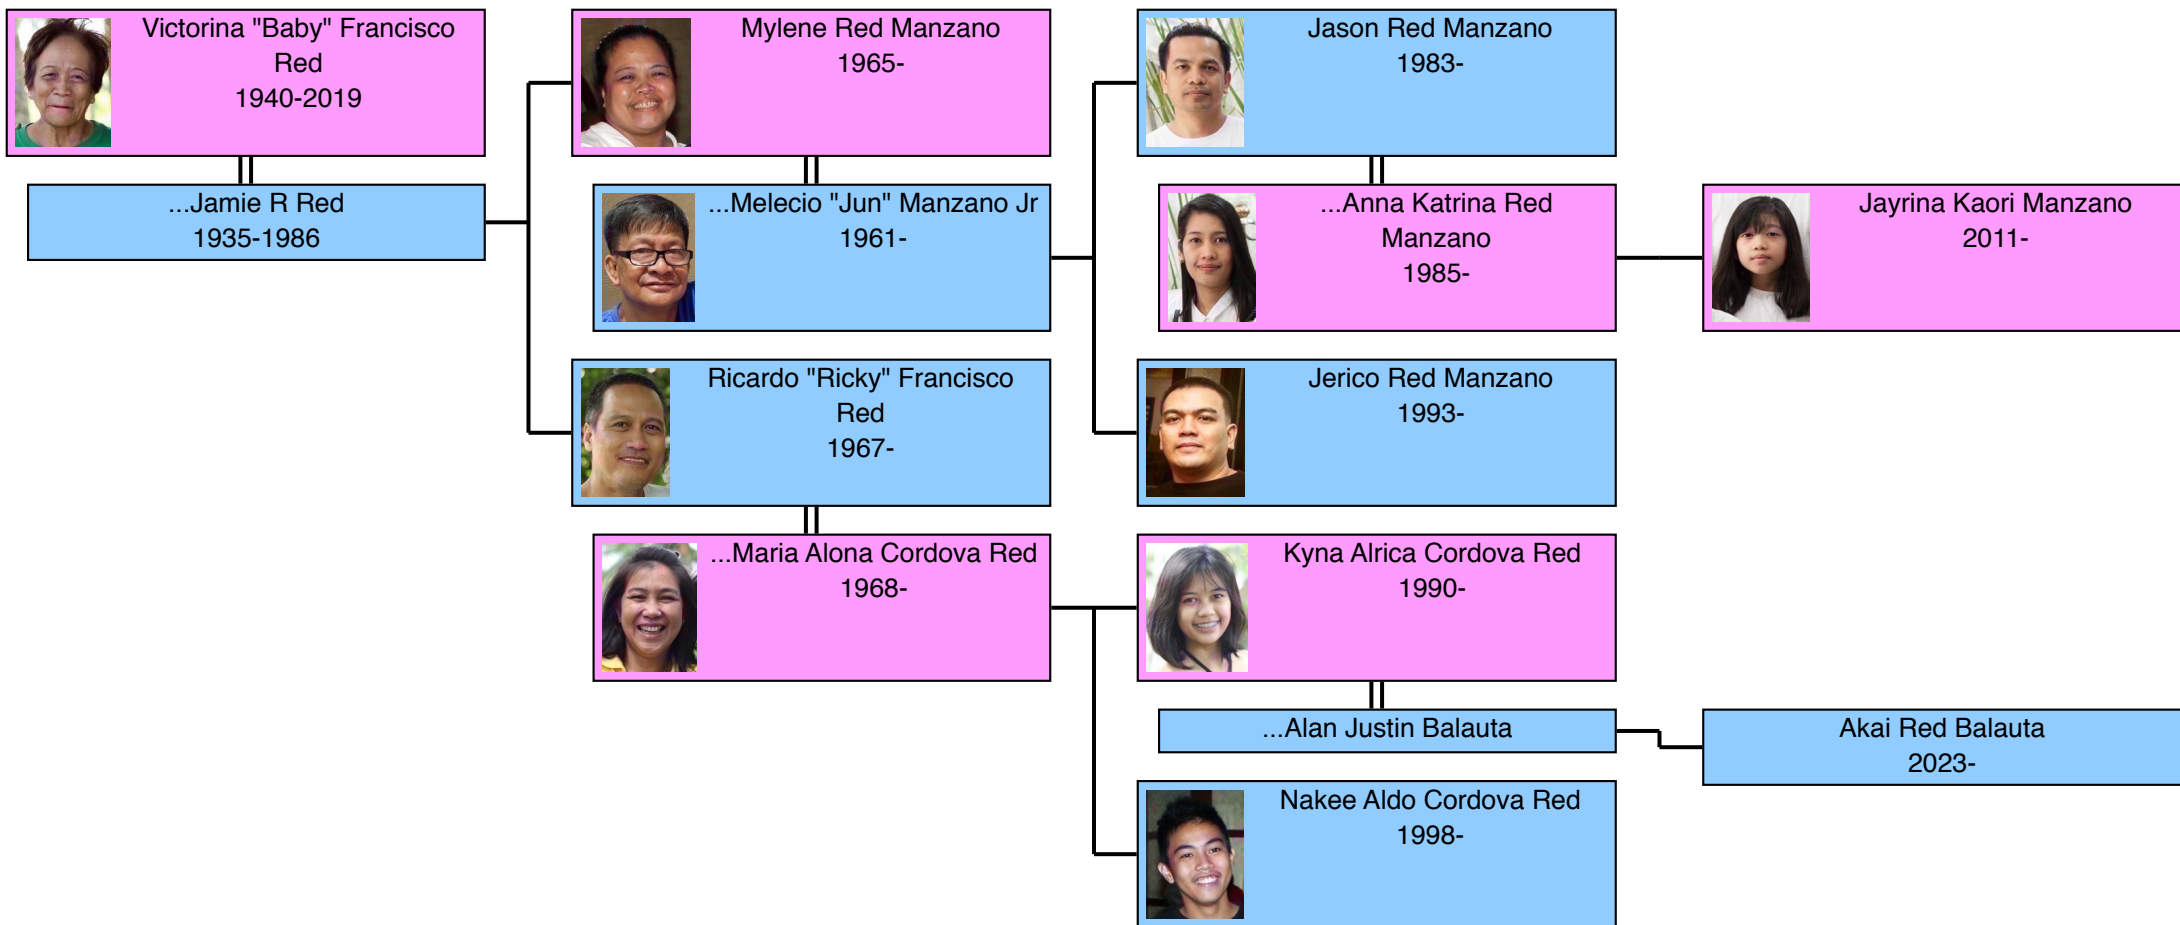 Victorina "Baby" Francisco
Red
1940-2019
...Jamie R Red
1935-1986
Mylene Red Manzano
1965-
...Melecio "Jun" Manzano Jr
1961-
Ricardo "Ricky" Francisco
Red
1967-
...Maria Alona Cordova Red
1968-
Jason Red Manzano
1983-
...Anna Katrina Red
Manzano
1985-
Jerico Red Manzano
1993-
Kyna Alrica Cordova Red
1990-
...Alan Justin Balauta
Nakee Aldo Cordova Red
1998-
Jayrina Kaori Manzano
2011-
Akai Red Balauta
2023-